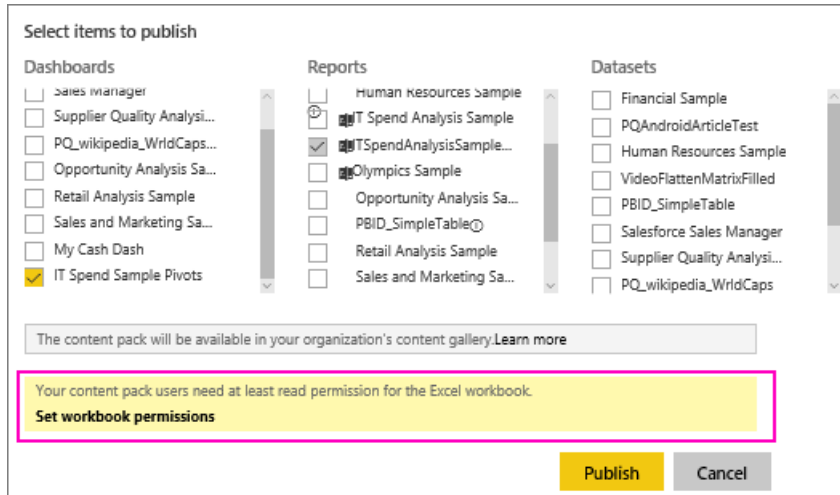 Select items to publish
Dashboards
Sales Manager
Supplier Quality Analysi...
PQ_wikipedia_WrldCaps...
Opportunity Analysis Sa...
Retail Analysis Sample
Sales and Marketing Sa...
My Cash Dash
IT Spend Sample Pivots
Reports
Human Resources Sample
IT Spend Analysis Sample
ITSpendAnalysisSample...
Olympics Sample
Opportunity Analysis Sa...
PBID_SimpleTable
Retail Analysis Sample
Sales and Marketing Sa...
Datasets
Financial Sample
PQAndroidArticleTest
Human Resources Sample
VideoFlattenMatrixFilled
PBID_SimpleTable
Salesforce Sales Manager
Supplier Quality Analysi...
PQ_wikipedia_WrldCaps
The content pack will be available in your organization's content gallery.Learn more
Your content pack users need at least read permission for the Excel workbook.
Set workbook permissions
Publish
Cancel